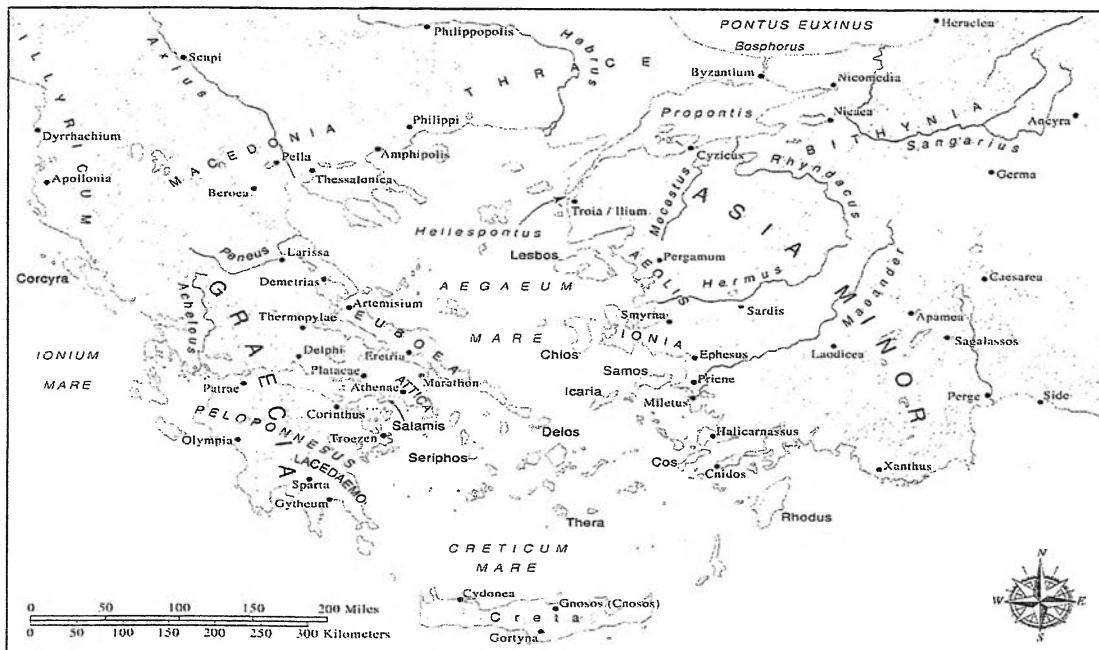 PONTUS EUXINUS
Heraclea
Philippopolis
Bosphorus
Hebrus
Scupi
Axius
ILLYRICUM
THRACE
Byzantium
Nicomedia
Propontis
Nicaea
BITHYNIA
Ancyra
Dyrrhachium
Philippi
Sangarius
MACEDONIA
Amphipolis
Cyzicus
Rhyndacus
Pella
Thessalonica
Germa
Apollonia
Beroea
Mecestus
Troia / Ilium
ASIA MINOR
Hellespontus
Peneus
Larissa
Lesbos
Pergamum
AEOLIS
Hermus
Corcyra
Demetrias
AEGAEUM
Caesarea
Achelous
GRAECIA
Artemisium
Sardis
Maeander
Thermopylae
EUBOEA
Smyrna
Apamea
MARE
IONIA
Sagalassos
IONIUM
MARE
Delphi
Eretria
Chios
Ephesus
Laodicea
Plataeae
Marathon
Samos
Patrae
Athenae
ATTICA
Icaria
Priene
Perge
Side
Miletus
Corinthus
PELOPONNESUS
Salamis
Olympia
Troezen
Delos
Halicarnassus
Seriphos
Cos
LACEDAEMO
Cnidos
Xanthus
Sparta
Gytheum
Thera
Rhodus
CRETICUM
MARE
N
W E
S
Cydonea
Gnosos (Cnosos)
Creta
Gortyna
0 50 100 150 200 Miles
0 50 100 150 200 300 Kilometers